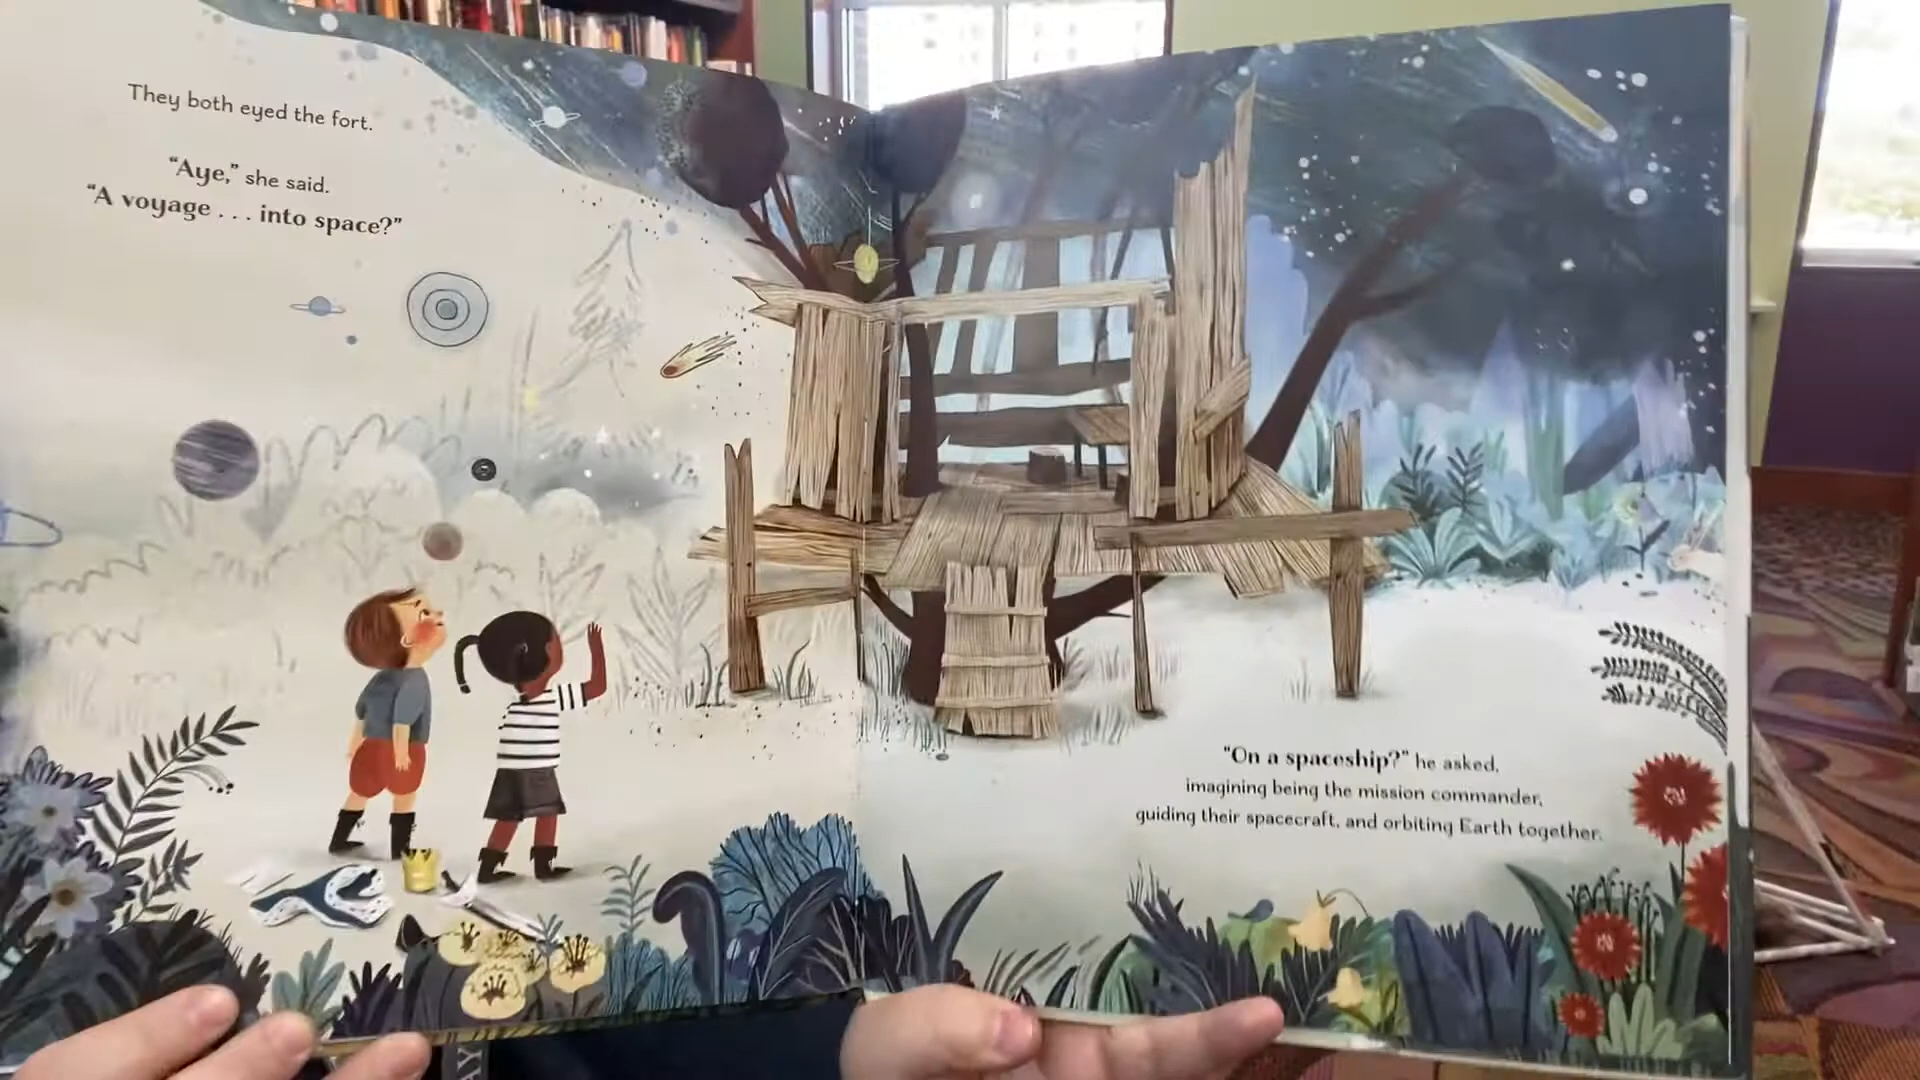 They both eyed the fort.
“Aye,” she said.
“A voyage . . . into space?”
“On a spaceship?” he asked,
imagining being the mission commander,
guiding their spacecraft, and orbiting Earth together.